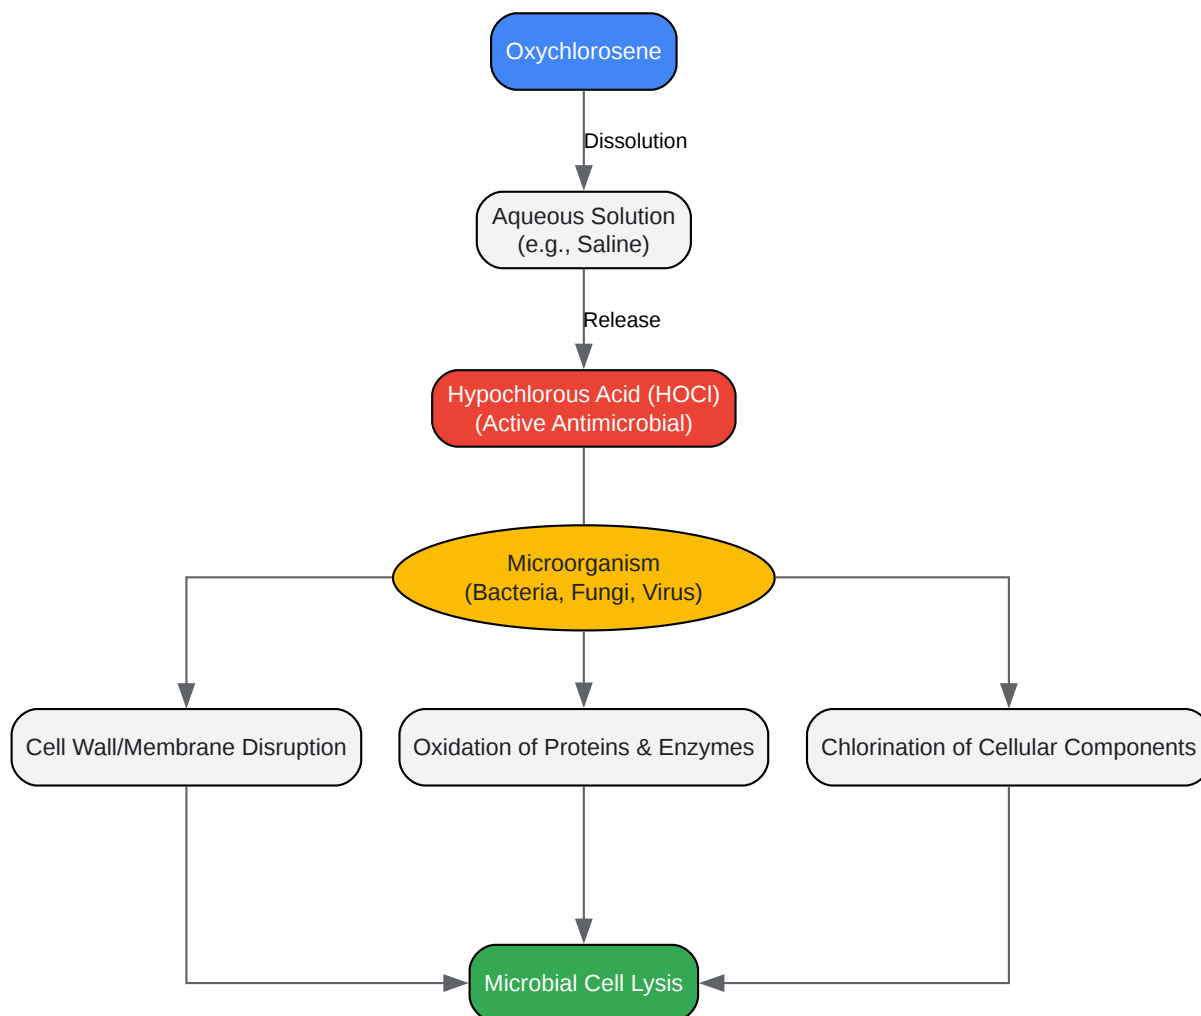 Oxychlorosene
Dissolution
Aqueous Solution
(e.g., Saline)
Release
Hypochlorous Acid (HOCl)
(Active Antimicrobial)
Microorganism
(Bacteria, Fungi, Virus)
Cell Wall/Membrane Disruption
Oxidation of Proteins & Enzymes
Chlorination of Cellular Components
Microbial Cell Lysis